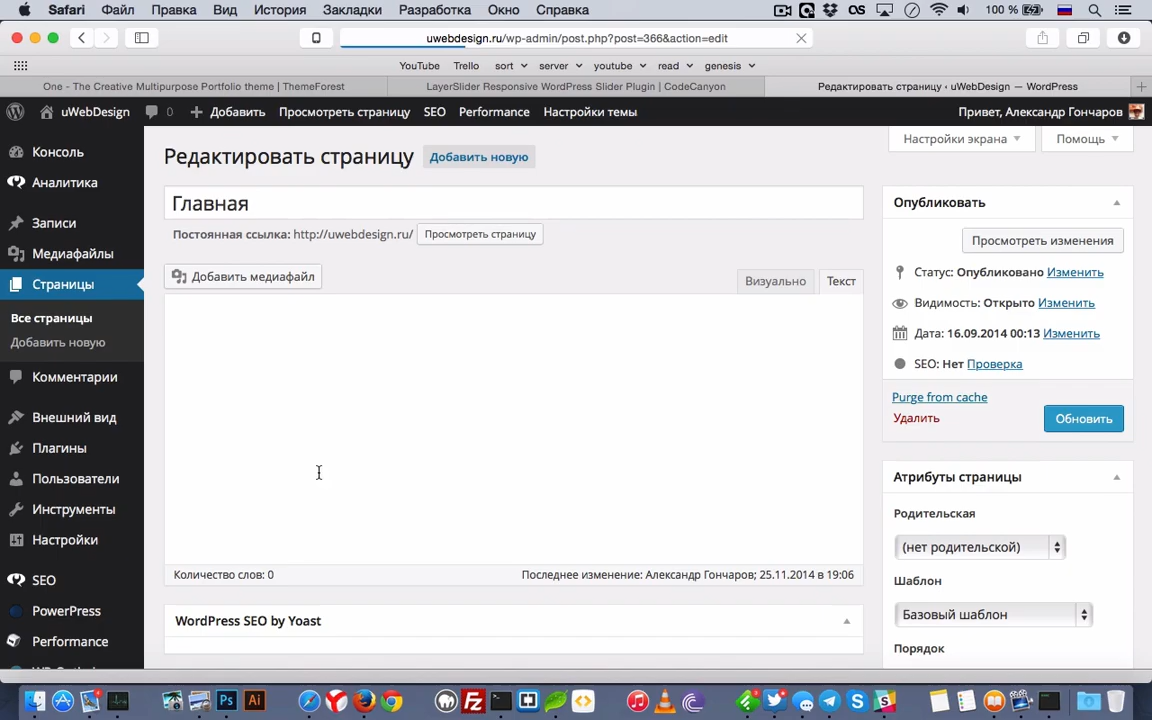 Safari Файл Правка Вид История Закладки Разработка Окно Справка 100 %
uwebdesign.ru/wp-admin/post.php?post=366&action=edit
YouTube Trello sort server youtube read genesis
One - The Creative Multipurpose Portfolio theme | ThemeForest LayerSlider Responsive WordPress Slider Plugin | CodeCanyon Редактировать страницу ‹ uWebDesign — WordPress
uWebDesign 0 Добавить Просмотреть страницу SEO Performance Настройки темы Привет, Александр Гончаров
Настройки экрана Помощь
Консоль
Аналитика
Записи
Медиафайлы
Страницы
Все страницы
Добавить новую
Комментарии
Внешний вид
Плагины
Пользователи
Инструменты
Настройки
SEO
PowerPress
Performance
Редактировать страницу Добавить новую
Главная
Постоянная ссылка: http://uwebdesign.ru/ Просмотреть страницу
Добавить медиафайл Визуально Текст
Количество слов: 0 Последнее изменение: Александр Гончаров; 25.11.2014 в 19:06
WordPress SEO by Yoast
Опубликовать
Просмотреть изменения
Статус: Опубликовано Изменить
Видимость: Открыто Изменить
Дата: 16.09.2014 00:13 Изменить
SEO: Нет Проверка
Purge from cache
Удалить Обновить
Атрибуты страницы
Родительская
(нет родительской)
Шаблон
Базовый шаблон
Порядок